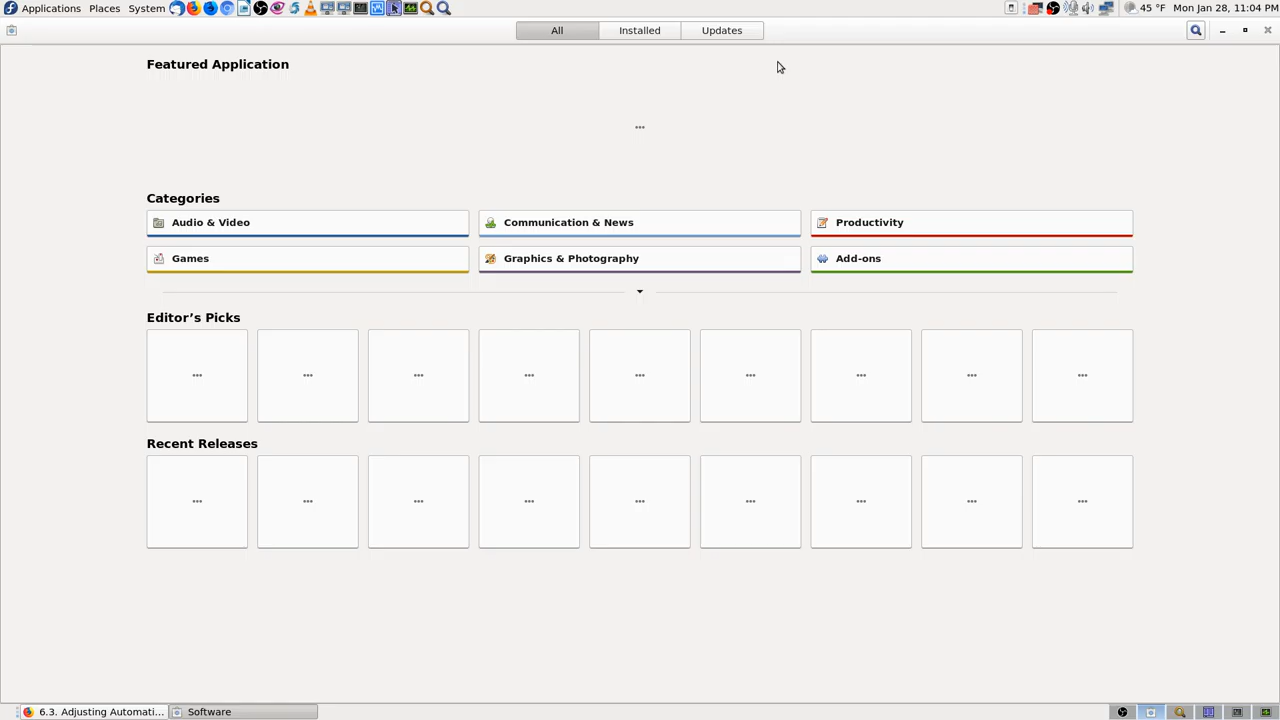 Applications Places System 45 °F Mon Jan 28, 11:04 PM
All Installed Updates
Featured Application
...
Categories
Audio & Video Communication & News Productivity
Games Graphics & Photography Add-ons
Editor’s Picks
... ... ... ... ... ... ... ... ...
Recent Releases
... ... ... ... ... ... ... ... ...
6.3. Adjusting Automati... Software